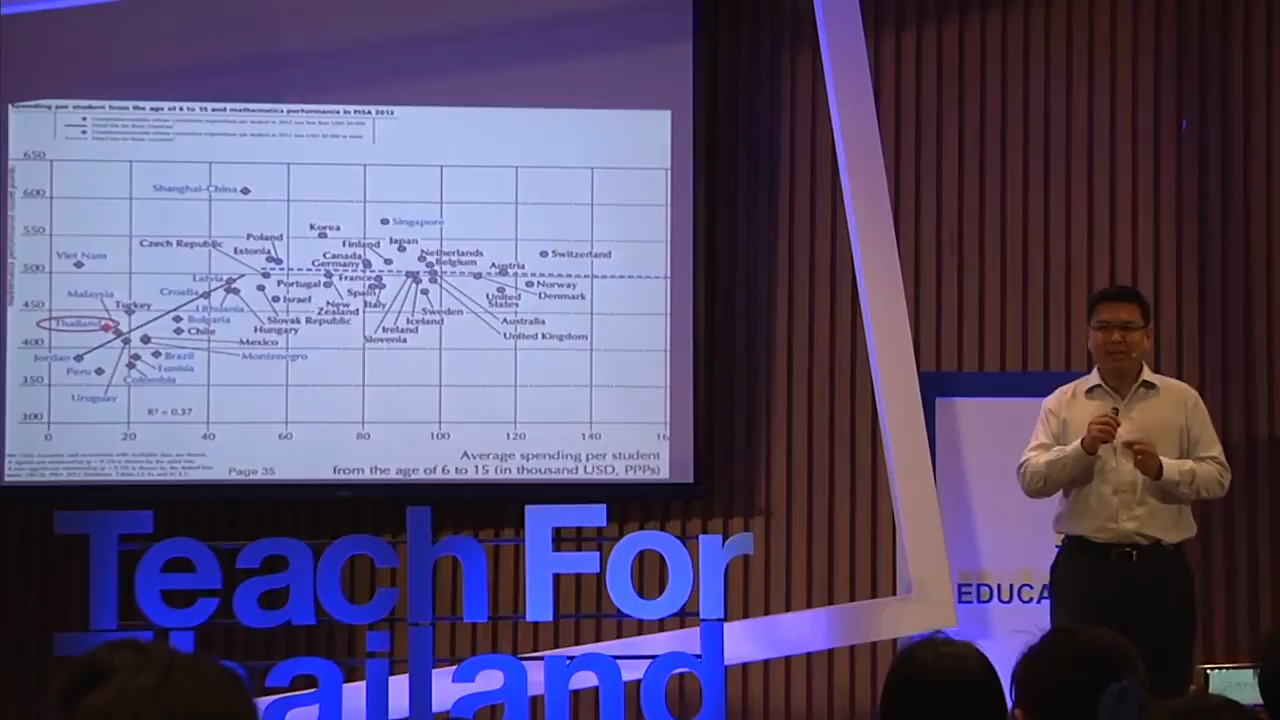 Spending per student from the age of 6 to 15 and mathematics performance in PISA 2012
650
600
550
500
450
400
350
300
Shanghai-China
Singapore
Korea
Poland
Japan
Czech Republic
Finland
Estonia
Canada
Netherlands
Switzerland
Viet Nam
Germany
Belgium
Austria
Latvia
Portugal
France
Norway
Malaysia
Croatia
Spain
Denmark
Turkey
Israel
New Zealand
Italy
United States
Lithuania
Sweden
Thailand
Bulgaria
Slovak Republic
Iceland
Australia
Chile
Hungary
Ireland
United Kingdom
Mexico
Slovenia
Jordan
Brazil
Montenegro
Peru
Tunisia
Colombia
Uruguay
R² = 0.37
0 20 40 60 80 100 120 140 16
Average spending per student
from the age of 6 to 15 (in thousand USD, PPPs)
Page 35
Teach For
Thailand
EDUCA